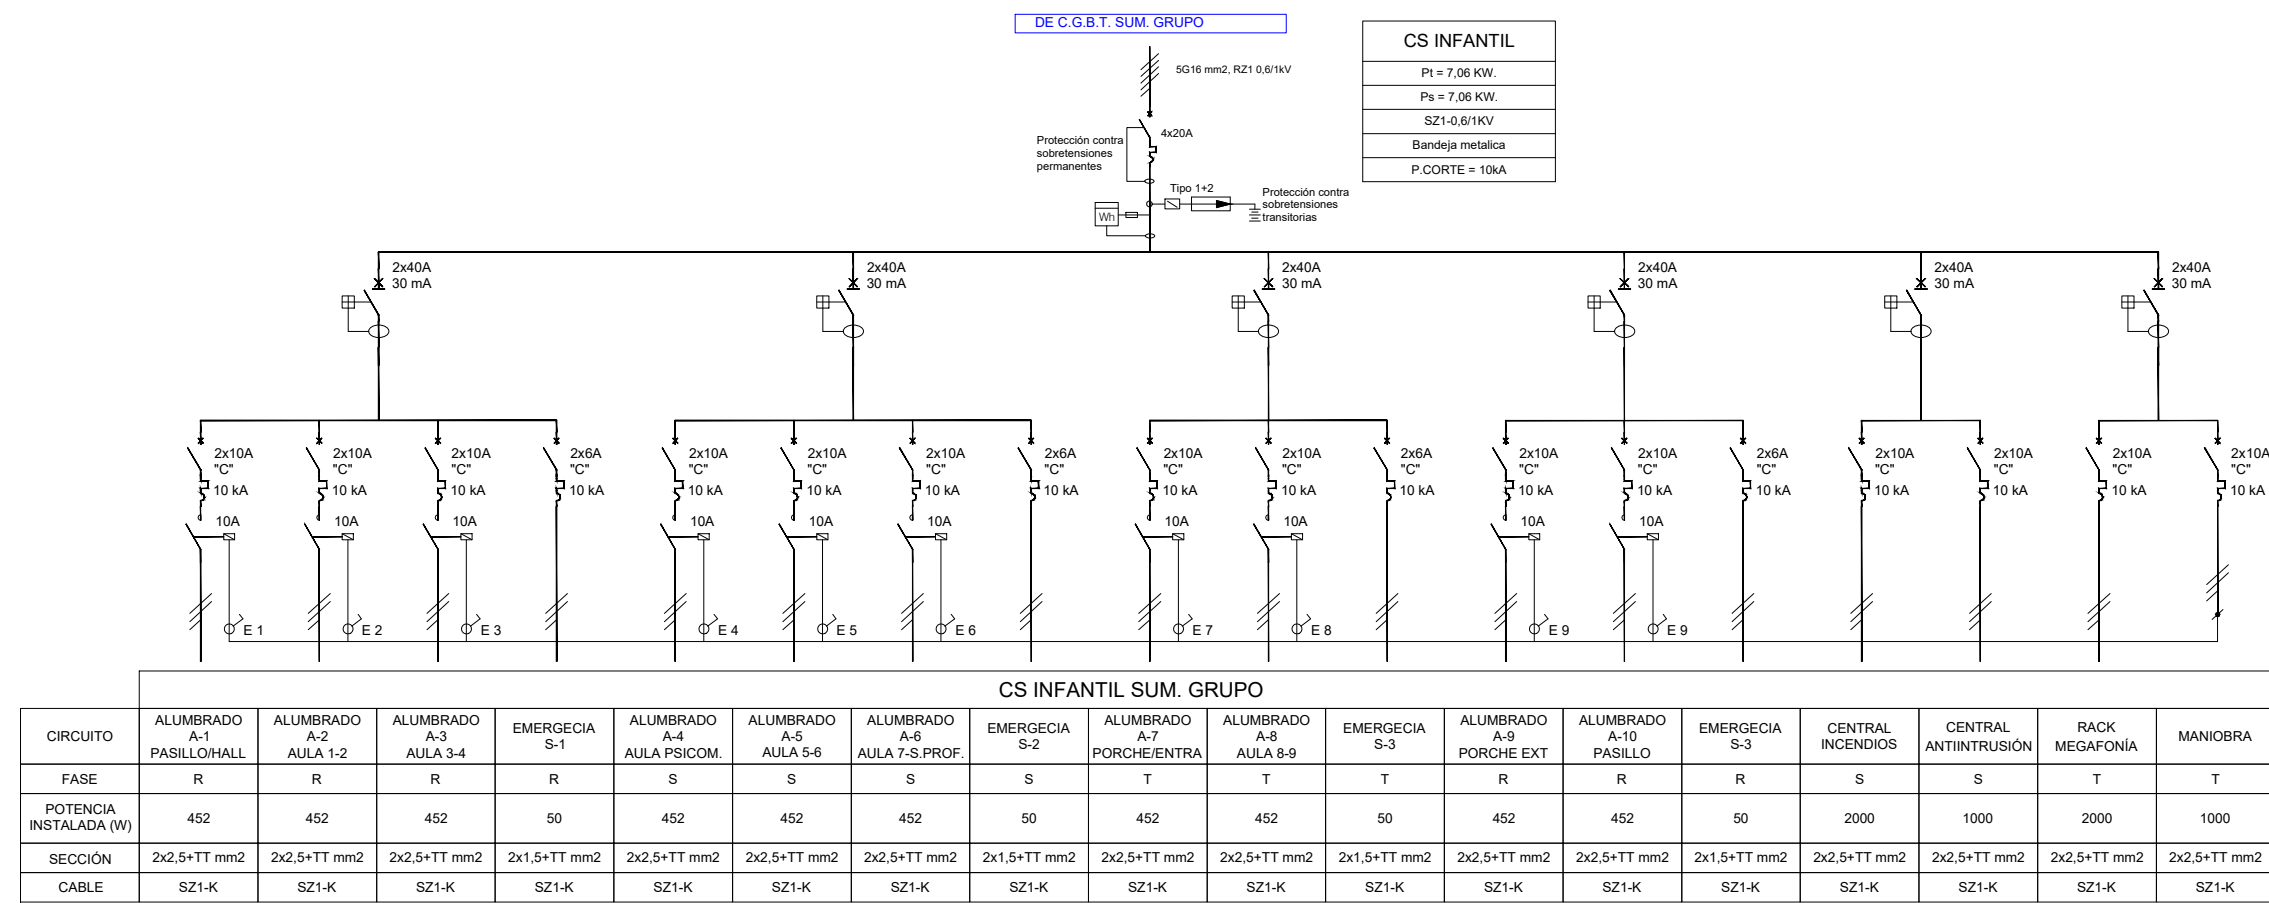 DE C.G.B.T. SUM. GRUPO
5G16 mm2, RZ1 0,6/1kV
CS INFANTIL
Pt = 7,06 KW.
Ps = 7,06 KW.
SZ1-0,6/1KV
Bandeja metalica
P.CORTE = 10kA
4x20A
Protección contra
sobretensiones
permanentes
Tipo 1+2
Protección contra
sobretensiones
transitorias
Wh
2x40A 2x40A 2x40A 2x40A 2x40A 2x40A
30 mA 30 mA 30 mA 30 mA 30 mA 30 mA
2x10A 2x10A 2x10A 2x6A 2x10A 2x10A 2x10A 2x6A 2x10A 2x10A 2x6A 2x10A 2x10A 2x6A 2x10A 2x10A 2x10A 2x10A
"C" "C" "C" "C" "C" "C" "C" "C" "C" "C" "C" "C" "C" "C" "C" "C" "C" "C"
10 kA 10 kA 10 kA 10 kA 10 kA 10 kA 10 kA 10 kA 10 kA 10 kA 10 kA 10 kA 10 kA 10 kA 10 kA 10 kA 10 kA 10 kA
10A 10A 10A 10A 10A 10A 10A 10A 10A 10A
E 1 E 2 E 3 E 4 E 5 E 6 E 7 E 8 E 9 E 9
CS INFANTIL SUM. GRUPO
CIRCUITO
ALUMBRADO
A-1
PASILLO/HALL
ALUMBRADO
A-2
AULA 1-2
ALUMBRADO
A-3
AULA 3-4
EMERGECIA
S-1
ALUMBRADO
A-4
AULA PSICOM.
ALUMBRADO
A-5
AULA 5-6
ALUMBRADO
A-6
AULA 7-S.PROF.
EMERGECIA
S-2
ALUMBRADO
A-7
PORCHE/ENTRA
ALUMBRADO
A-8
AULA 8-9
EMERGECIA
S-3
ALUMBRADO
A-9
PORCHE EXT
ALUMBRADO
A-10
PASILLO
EMERGECIA
S-3
CENTRAL
INCENDIOS
CENTRAL
ANTIINTRUSIÓN
RACK
MEGAFONÍA
MANIOBRA
FASE R R R R S S S S T T T R R R S S T T
POTENCIA
INSTALADA (W)
452 452 452 50 452 452 452 50 452 452 50 452 452 50 2000 1000 2000 1000
SECCIÓN 2x2,5+TT mm2 2x2,5+TT mm2 2x2,5+TT mm2 2x1,5+TT mm2 2x2,5+TT mm2 2x2,5+TT mm2 2x2,5+TT mm2 2x1,5+TT mm2 2x2,5+TT mm2 2x2,5+TT mm2 2x1,5+TT mm2 2x2,5+TT mm2 2x2,5+TT mm2 2x1,5+TT mm2 2x2,5+TT mm2 2x2,5+TT mm2 2x2,5+TT mm2 2x2,5+TT mm2
CABLE SZ1-K SZ1-K SZ1-K SZ1-K SZ1-K SZ1-K SZ1-K SZ1-K SZ1-K SZ1-K SZ1-K SZ1-K SZ1-K SZ1-K SZ1-K SZ1-K SZ1-K SZ1-K